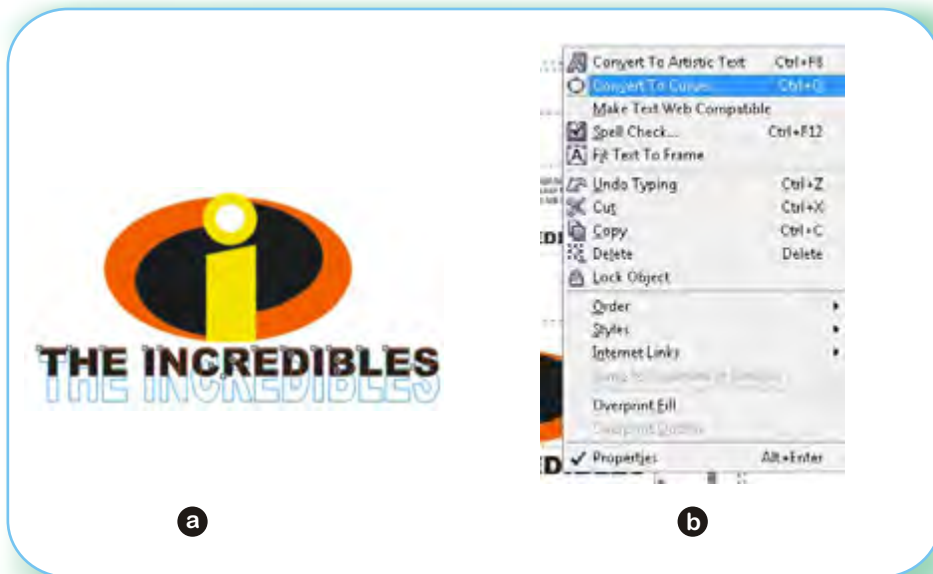 i
THE INCREDIBLES
THE INCREDIBLES
a
Convert To Artistic Text Ctrl+F8
Convert To Curves Ctrl+Q
Make Text Web Compatible
Spell Check... Ctrl+F12
Fit Text To Frame
Undo Typing Ctrl+Z
Cut Ctrl+X
Copy Ctrl+C
Delete Delete
Lock Object
Order
Styles
Internet Links
Overprint Fill
Properties Alt+Enter
b